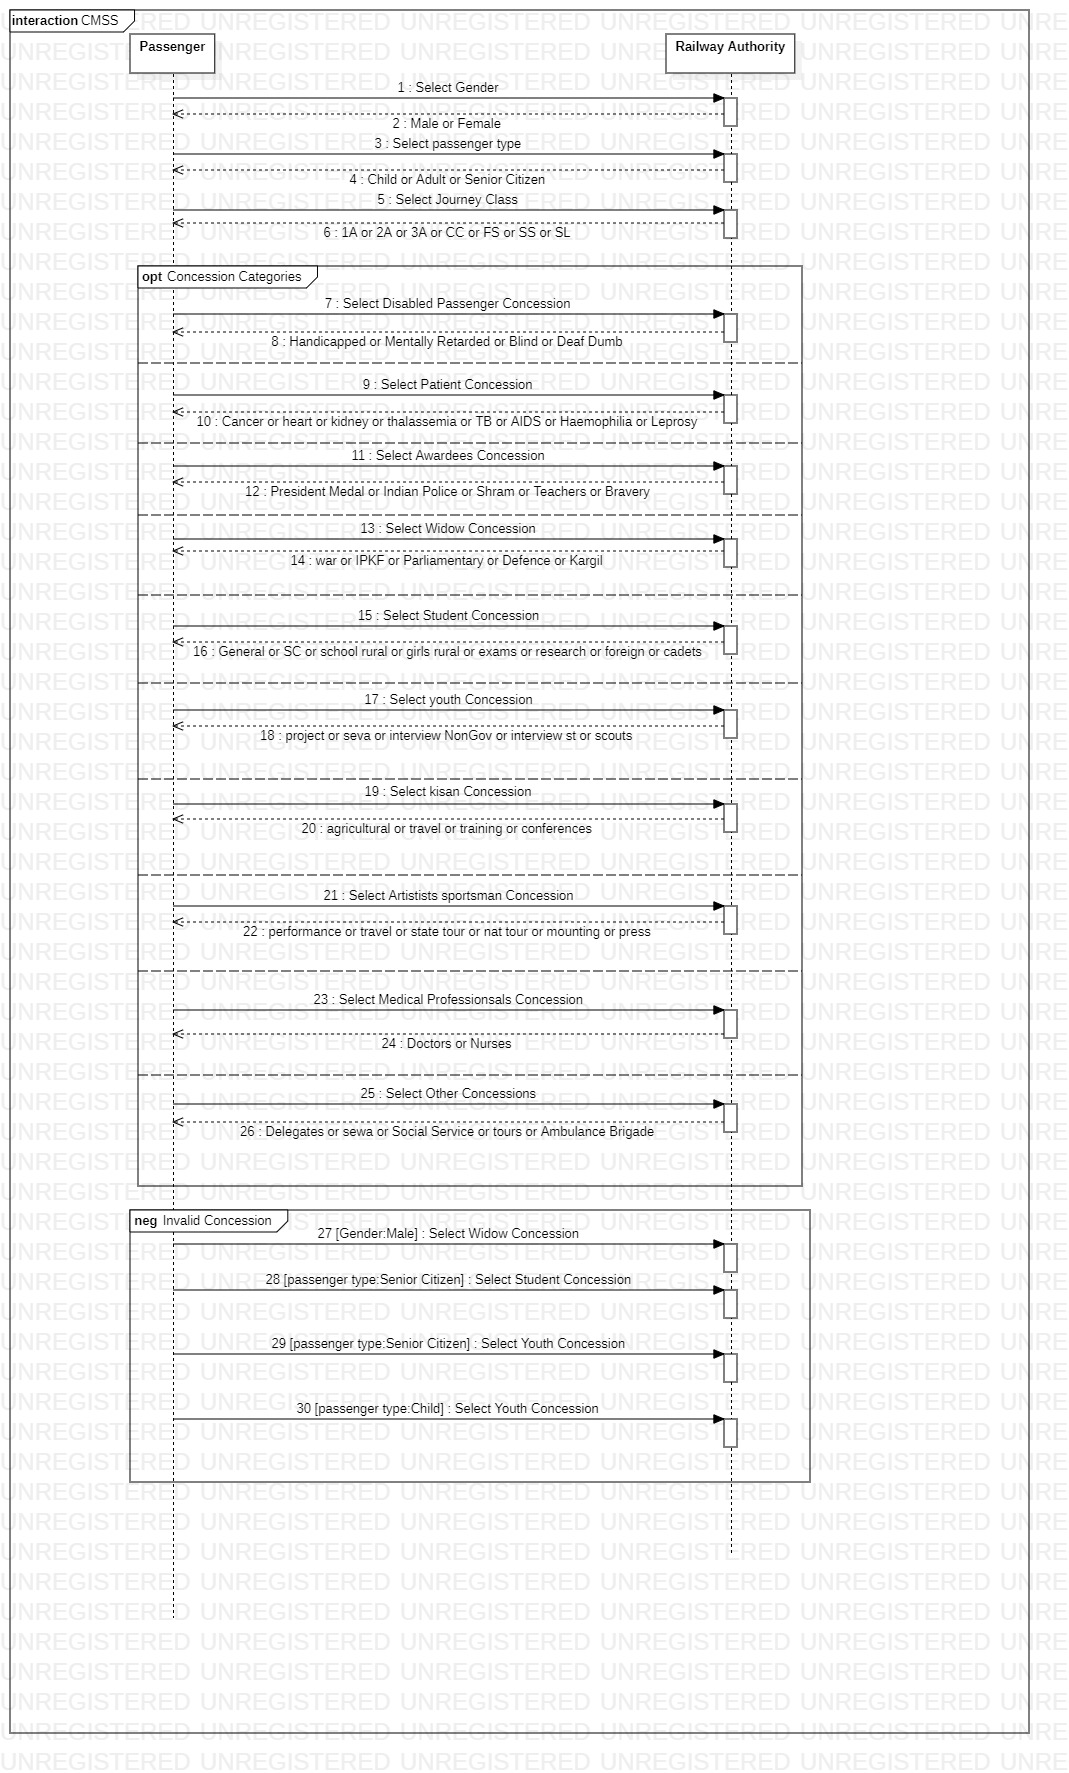 interaction CMSS
Passenger
Railway Authority
1 : Select Gender
2 : Male or Female
3 : Select passenger type
4 : Child or Adult or Senior Citizen
5 : Select Journey Class
6 : 1A or 2A or 3A or CC or FS or SS or SL
opt Concession Categories
7 : Select Disabled Passenger Concession
8 : Handicapped or Mentally Retarded or Blind or Deaf Dumb
9 : Select Patient Concession
10 : Cancer or heart or kidney or thalassemia or TB or AIDS or Haemophilia or Leprosy
11 : Select Awardees Concession
12 : President Medal or Indian Police or Shram or Teachers or Bravery
13 : Select Widow Concession
14 : war or IPKF or Parliamentary or Defence or Kargil
15 : Select Student Concession
16 : General or SC or school rural or girls rural or exams or research or foreign or cadets
17 : Select youth Concession
18 : project or seva or interview NonGov or interview st or scouts
19 : Select kisan Concession
20 : agricultural or travel or training or conferences
21 : Select Artistists sportsman Concession
22 : performance or travel or state tour or nat tour or mounting or press
23 : Select Medical Professionsals Concession
24 : Doctors or Nurses
25 : Select Other Concessions
26 : Delegates or sewa or Social Service or tours or Ambulance Brigade
neg Invalid Concession
27 [Gender:Male] : Select Widow Concession
28 [passenger type:Senior Citizen] : Select Student Concession
29 [passenger type:Senior Citizen] : Select Youth Concession
30 [passenger type:Child] : Select Youth Concession
UNREGISTERED